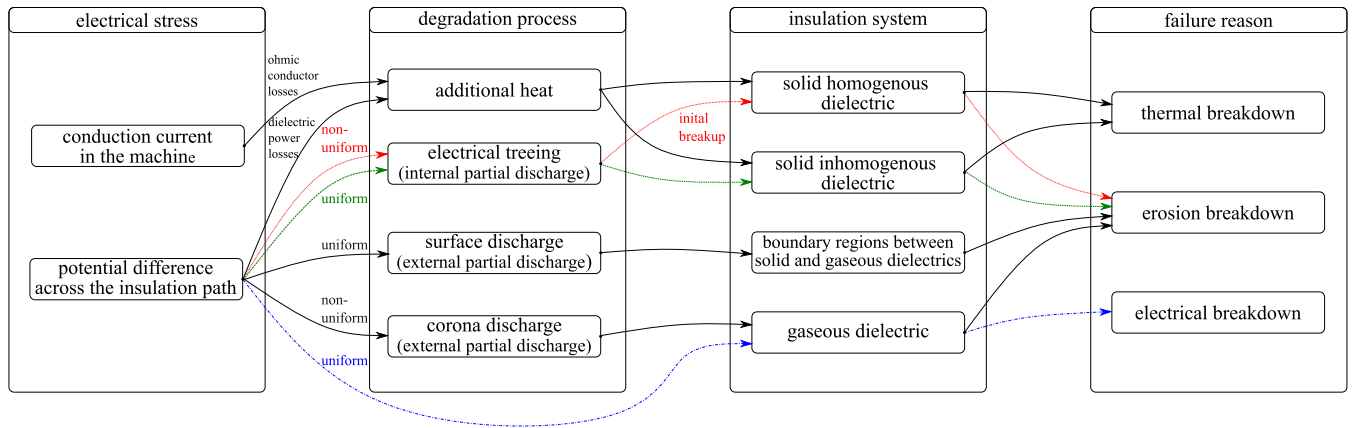 electrical stress
degradation process
insulation system
failure reason
ohmic
conductor
losses
conduction current
in the machine
dielectric
power
losses
non-
uniform
uniform
potential difference
across the insulation path
uniform
non-
uniform
uniform
additional heat
electrical treeing
(internal partial discharge)
surface discharge
(external partial discharge)
corona discharge
(external partial discharge)
inital
breakup
solid homogenous
dielectric
solid inhomogenous
dielectric
boundary regions between
solid and gaseous dielectrics
gaseous dielectric
thermal breakdown
erosion breakdown
electrical breakdown